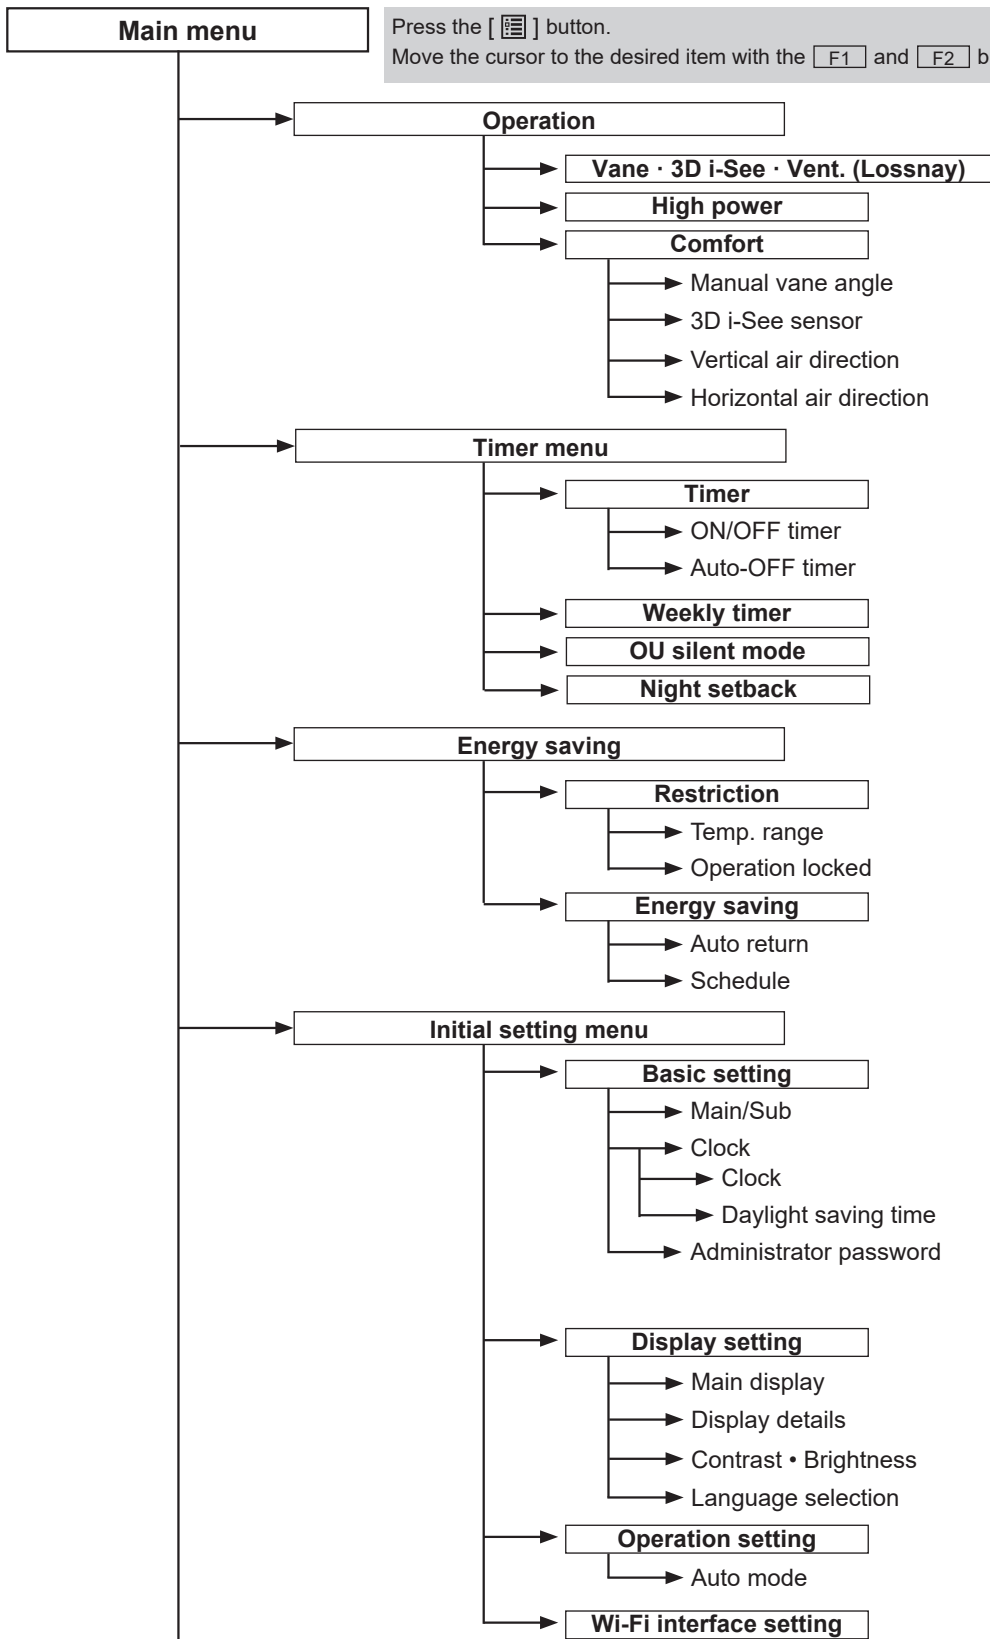 Main menu
Press the [ ] button.
Move the cursor to the desired item with the F1 and F2 b
Operation
Vane · 3D i-See · Vent. (Lossnay)
High power
Comfort
Manual vane angle
3D i-See sensor
Vertical air direction
Horizontal air direction
Timer menu
Timer
ON/OFF timer
Auto-OFF timer
Weekly timer
OU silent mode
Night setback
Energy saving
Restriction
Temp. range
Operation locked
Energy saving
Auto return
Schedule
Initial setting menu
Basic setting
Main/Sub
Clock
Clock
Daylight saving time
Administrator password
Display setting
Main display
Display details
Contrast • Brightness
Language selection
Operation setting
Auto mode
Wi-Fi interface setting